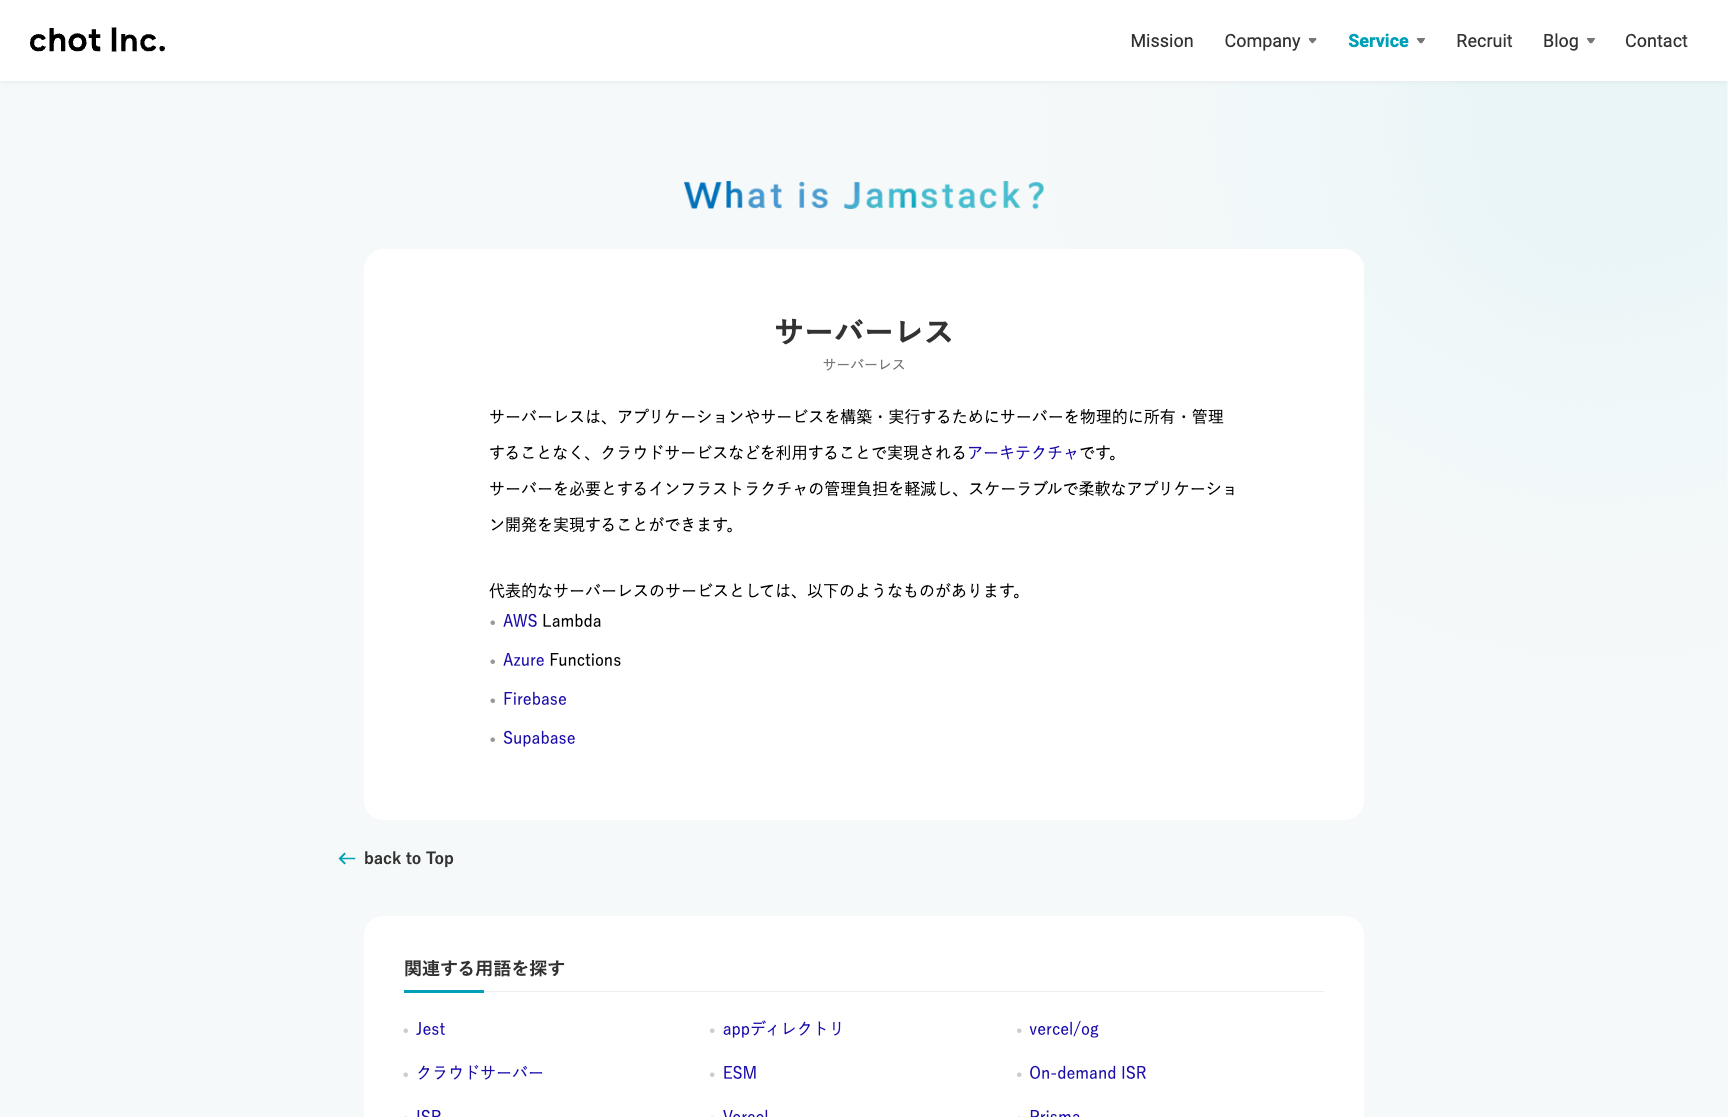 chot Inc.
Mission Company Service Recruit Blog Contact
What is Jamstack?
サーバーレス
サーバーレス
サーバーレスは、アプリケーションやサービスを構築・実行するためにサーバーを物理的に所有・管理
することなく、クラウドサービスなどを利用することで実現されるアーキテクチャです。
サーバーを必要とするインフラストラクチャの管理負担を軽減し、スケーラブルで柔軟なアプリケーショ
ン開発を実現することができます。
代表的なサーバーレスのサービスとしては、以下のようなものがあります。
AWS Lambda
Azure Functions
Firebase
Supabase
back to Top
関連する用語を探す
Jest appディレクトリ vercel/og
クラウドサーバー ESM On-demand ISR
ISR Vercel Prisma